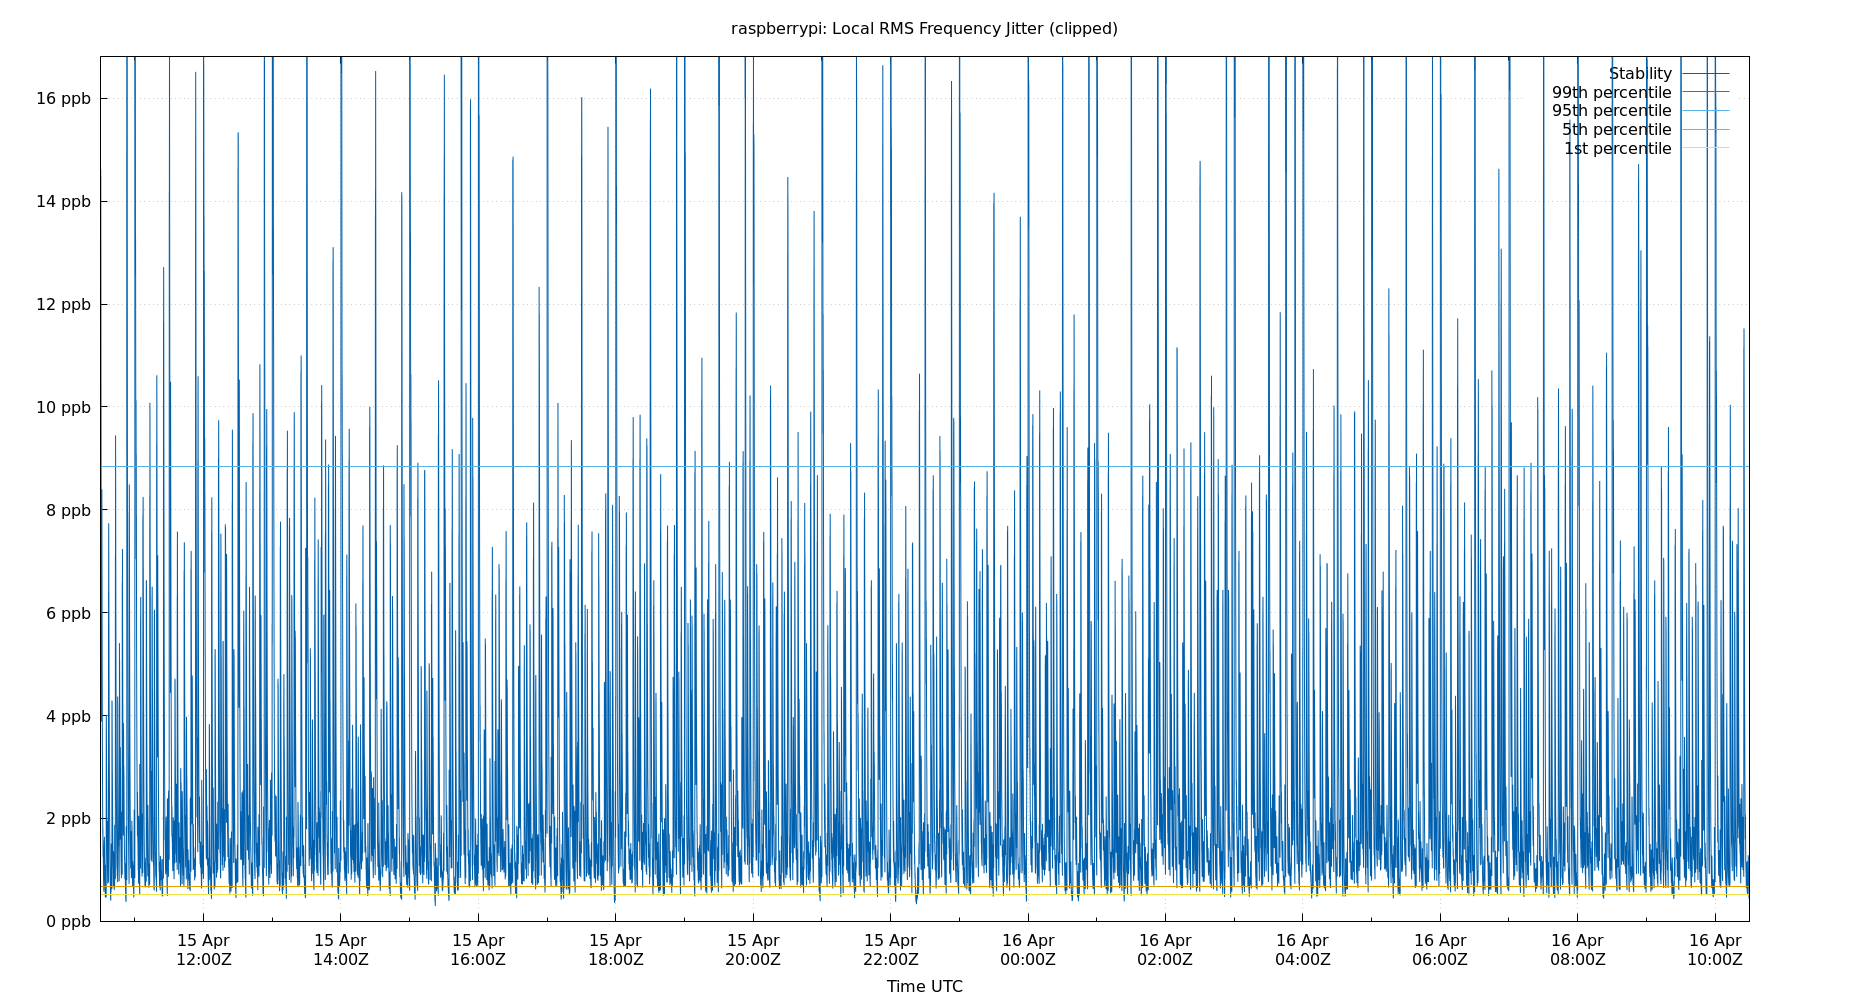 raspberrypi: Local RMS Frequency Jitter (clipped)
Stability
99th percentile
95th percentile
5th percentile
1st percentile
16 ppb
14 ppb
12 ppb
10 ppb
8 ppb
6 ppb
4 ppb
2 ppb
0 ppb
15 Apr 15 Apr 15 Apr 15 Apr 15 Apr 15 Apr 16 Apr 16 Apr 16 Apr 16 Apr 16 Apr 16 Apr
12:00Z 14:00Z 16:00Z 18:00Z 20:00Z 22:00Z 00:00Z 02:00Z 04:00Z 06:00Z 08:00Z 10:00Z
Time UTC